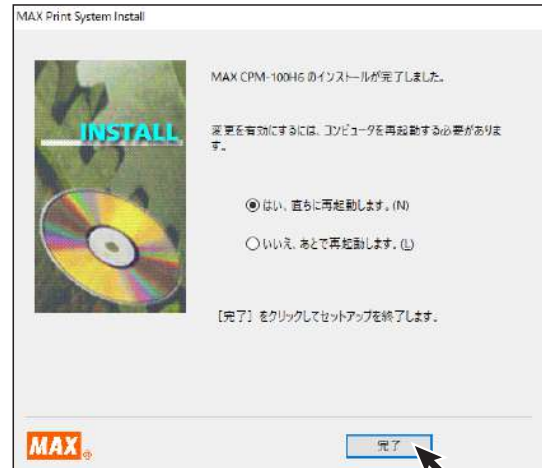 MAX Print System Install
INSTALL
MAX CPM-100H6 のインストールが完了しました。
変更を有効にするには、コンピュータを再起動する必要がありま
す。
はい、直ちに再起動します。(N)
いいえ、あとで再起動します。(L)
[完了] をクリックしてセットアップを終了します。
MAX®
完了